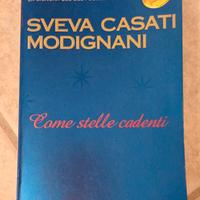 SVEVA CASATI
MODIGNANI
Come stelle cadenti